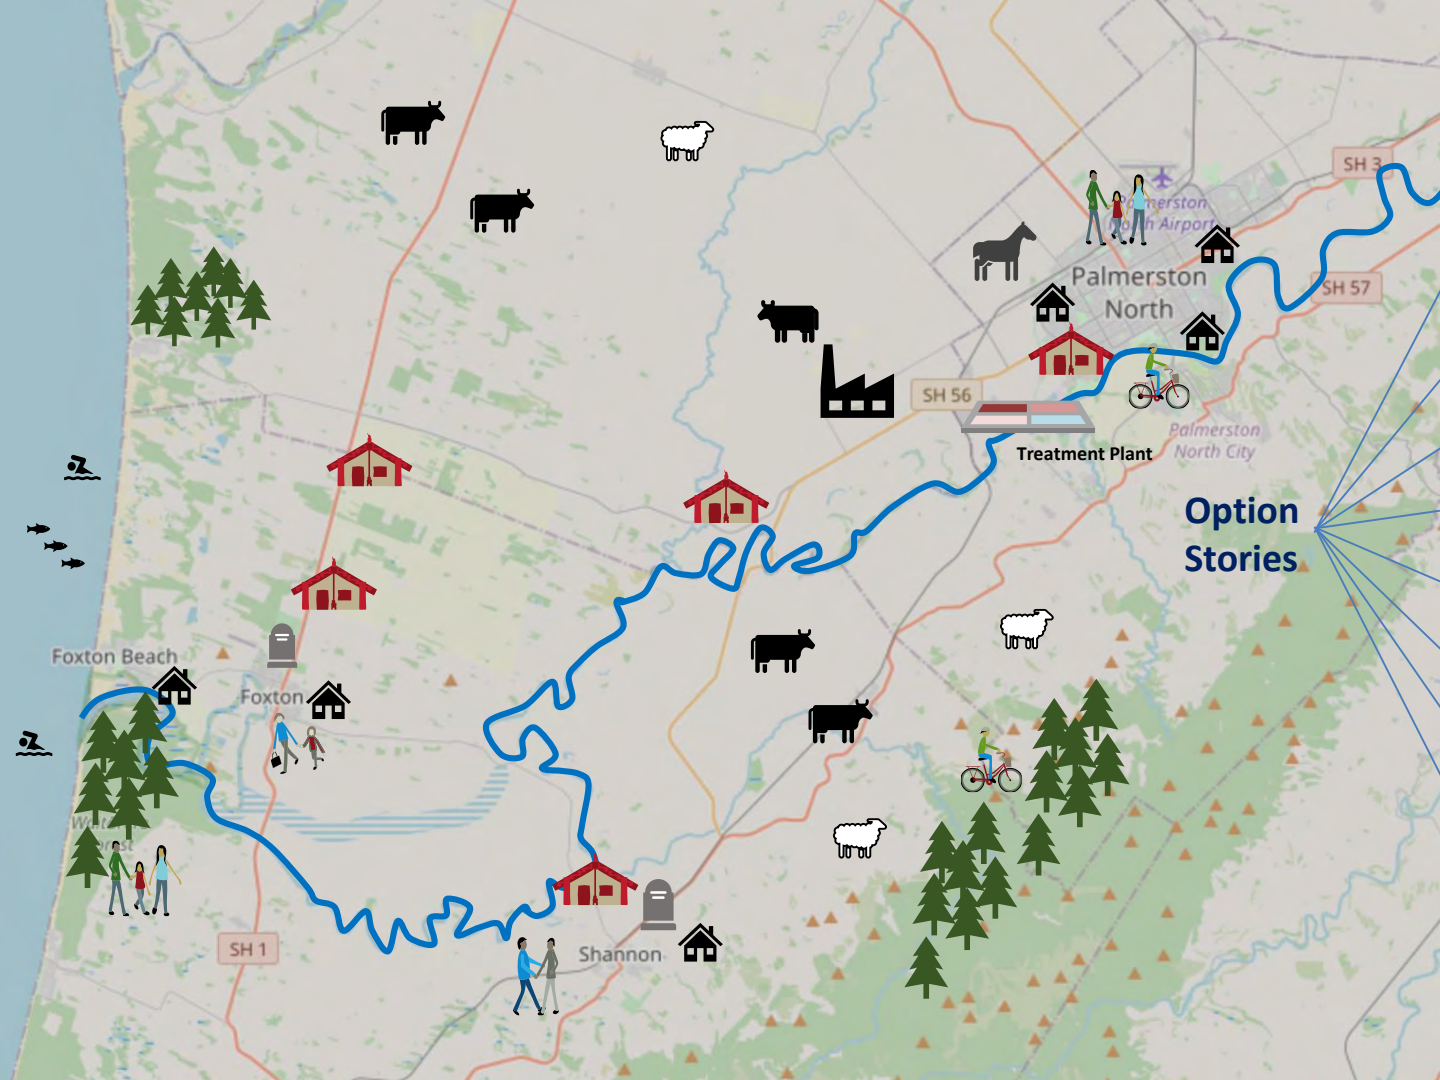 SH 3
Palmerston
North Airport
Palmerston
North
SH 57
SH 56
Palmerston
North City
Treatment Plant
Option
Stories
Foxton Beach
Foxton
SH 1
Shannon